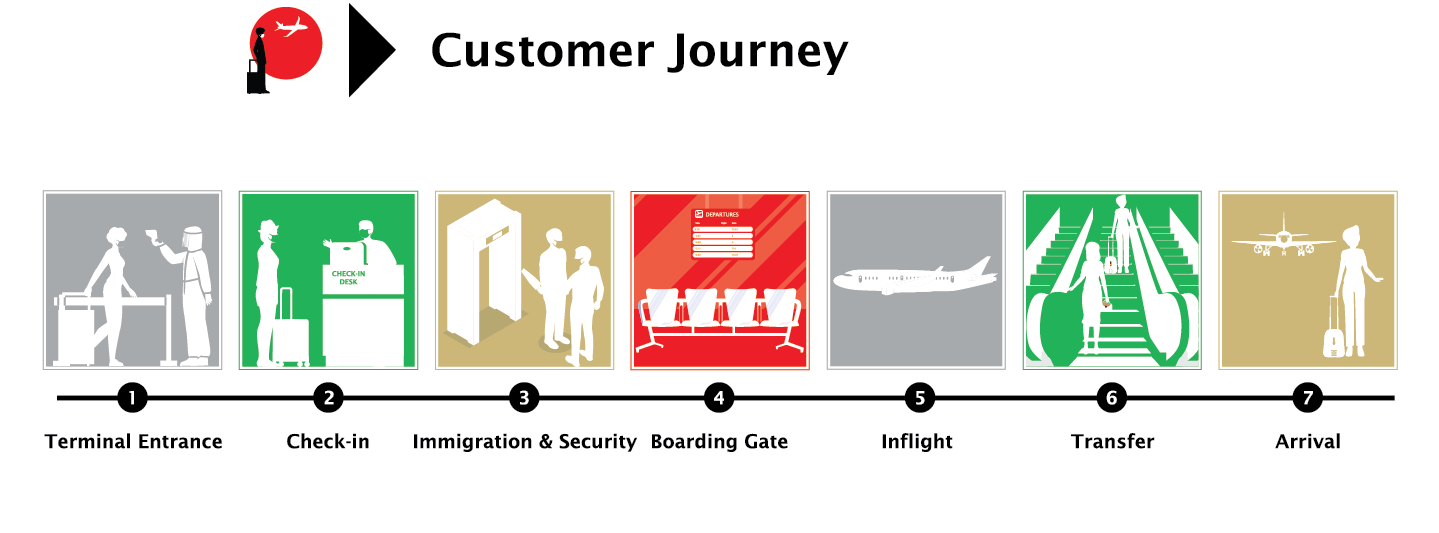 Customer Journey
DEPARTURES
CHECK-IN
DESK
1
2
3
4
5
6
7
Terminal Entrance
Check-in
Immigration & Security
Boarding Gate
Inflight
Transfer
Arrival